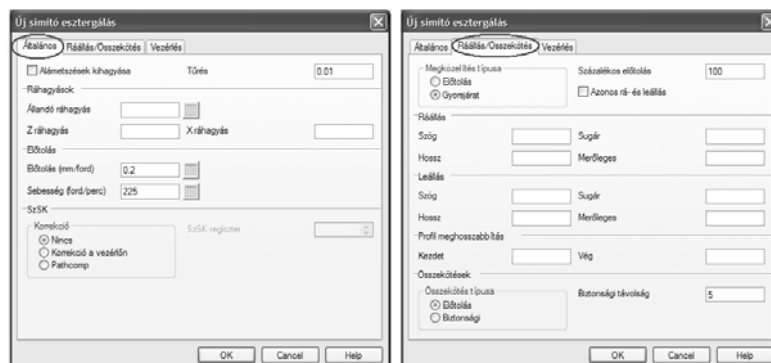 Új simító esztergálás
Általános Ráállás/Összekötés Vezérlés
Alámetszések kihagyása Tűrés 0.01
Ráhagyások
Állandó ráhagyás
Z ráhagyás X ráhagyás
Előtolás
Előtolás (mm/ford) 0.2
Sebesség (ford/perc) 225
SzSK
Korrekció SzSK regiszter
Nincs
Korrekció a vezérlőn
Pathcomp
OK Cancel Help
Új simító esztergálás
Általános Ráállás/Összekötés Vezérlés
Megközelítés típusa Százalékos előtolás 100
Előtolás
Gyorsjárat Azonos rá- és leállás
Ráállás
Szög Sugár
Hossz Merőleges
Leállás
Szög Sugár
Hossz Merőleges
Profil meghosszabbítás
Kezdet Vég
Összekötések
Összekötés típusa Biztonsági távolság 5
Előtolás
Biztonsági
OK Cancel Help